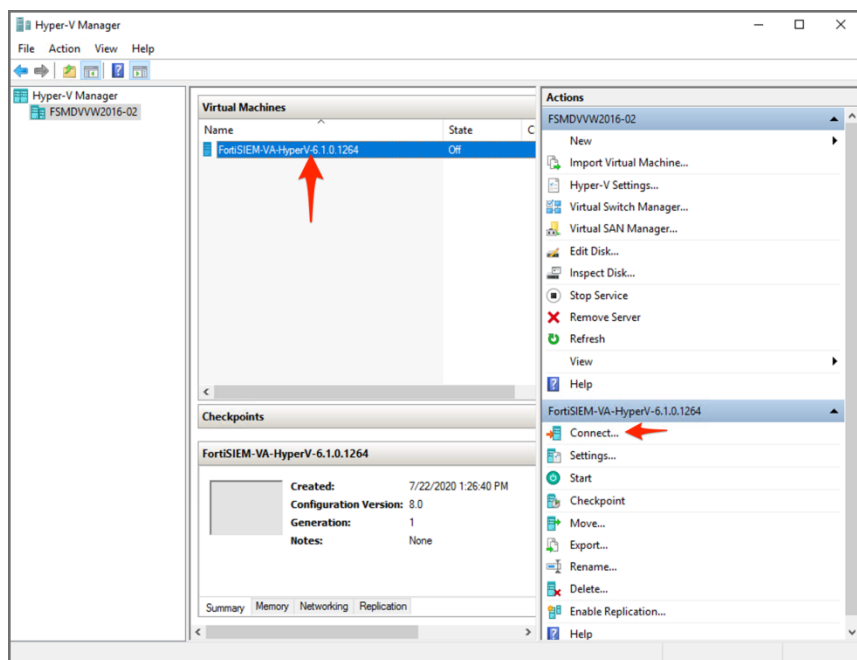 Hyper-V Manager
File Action View Help
Hyper-V Manager
FSMDVVW2016-02
Virtual Machines
Name State C
FortiSIEM-VA-HyperV-6.1.0.1264 Off
Checkpoints
FortiSIEM-VA-HyperV-6.1.0.1264
Created: 7/22/2020 1:26:40 PM
Configuration Version: 8.0
Generation: 1
Notes: None
Summary Memory Networking Replication
Actions
FSMDVVW2016-02
New
Import Virtual Machine...
Hyper-V Settings...
Virtual Switch Manager...
Virtual SAN Manager...
Edit Disk...
Inspect Disk...
Stop Service
Remove Server
Refresh
View
Help
FortiSIEM-VA-HyperV-6.1.0.1264
Connect...
Settings...
Start
Checkpoint
Move...
Export...
Rename...
Delete...
Enable Replication...
Help